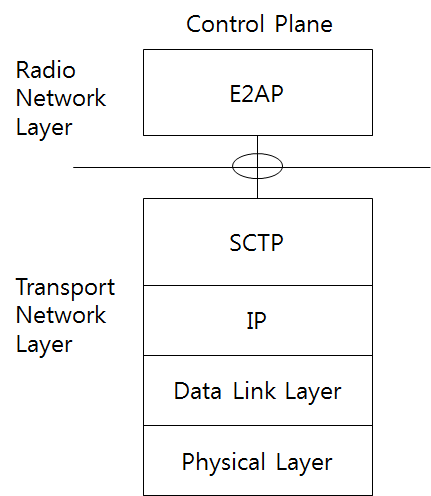 Control Plane
Radio
Network
Layer
E2AP
SCTP
Transport
Network
Layer
IP
Data Link Layer
Physical Layer